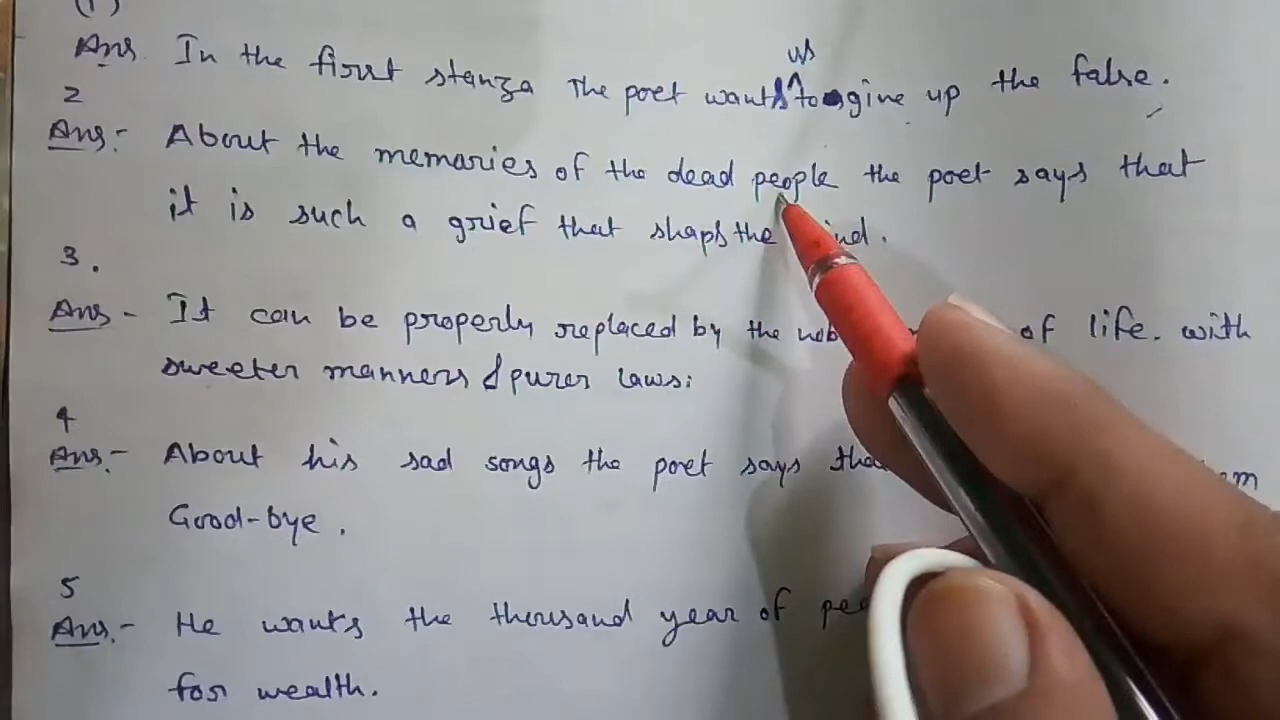 (1)
Ans. In the first stanza The poet wants us to give up the false.
2
Ans:- About the memaries of the dead people the poet says that
it is such a grief that shaps the
3.
Ans- It can be properly replaced by the of life. with
sweeter manners & purer laws:
4
Ans:- About his sad songs the poet says
Good-bye.
5
Ans.- He wants the thousand year of
for wealth.